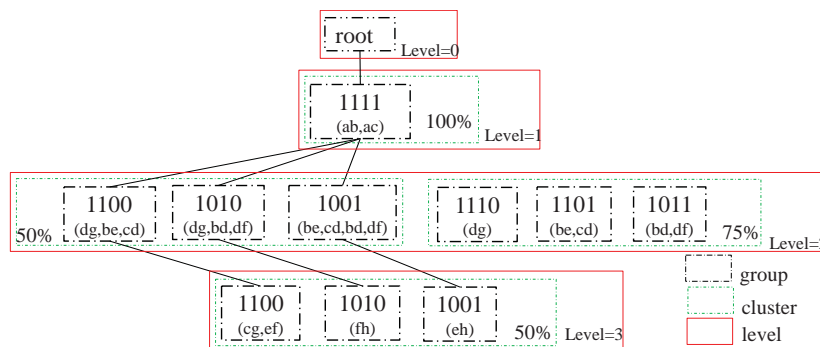 root
Level=0
1111
(ab,ac)
100%
Level=1
1100
(dg,be,cd)
1010
(dg,bd,df)
1001
(be,cd,bd,df)
50%
1110
(dg)
1101
(be,cd)
1011
(bd,df)
75%
Level=
1100
(cg,ef)
1010
(fh)
1001
(eh)
50%
Level=3
group
cluster
level